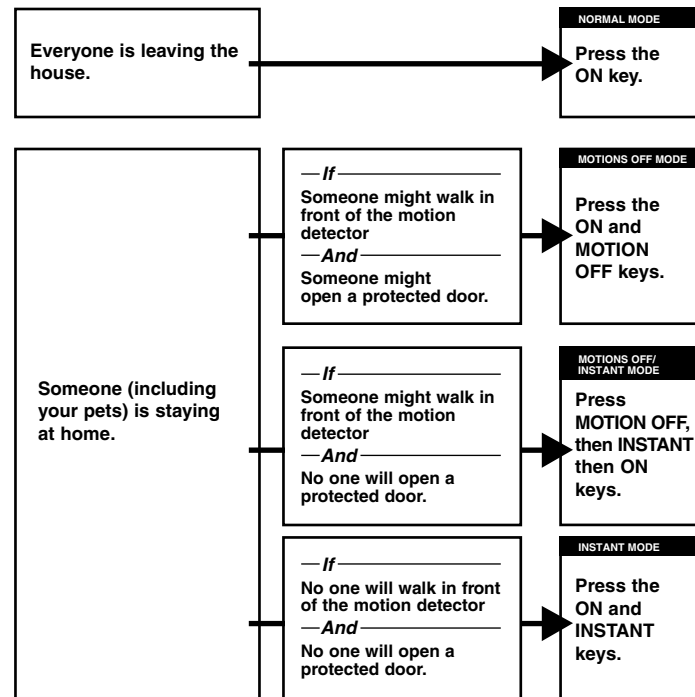 NORMAL MODE
Everyone is leaving the
house.
Press the
ON key.
MOTIONS OFF MODE
If
Someone might walk in
front of the motion
detector
And
Someone might
open a protected door.
Press the
ON and
MOTION
OFF keys.
Someone (including
your pets) is staying
at home.
MOTIONS OFF/
INSTANT MODE
If
Someone might walk in
front of the motion
detector
And
No one will open a
protected door.
Press
MOTION OFF,
then INSTANT
then ON
keys.
INSTANT MODE
If
No one will walk in front
of the motion detector
And
No one will open a
protected door.
Press the
ON and
INSTANT
keys.